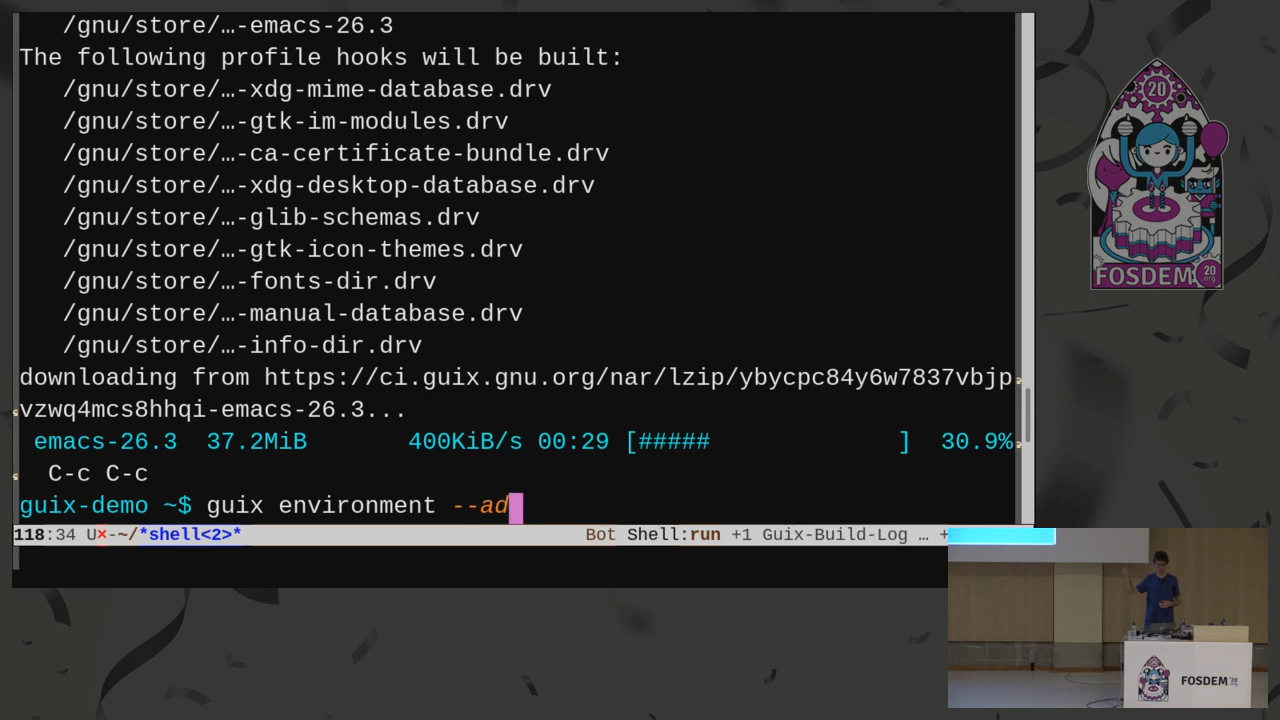 /gnu/store/…-emacs-26.3
The following profile hooks will be built:
/gnu/store/…-xdg-mime-database.drv
/gnu/store/…-gtk-im-modules.drv
/gnu/store/…-ca-certificate-bundle.drv
/gnu/store/…-xdg-desktop-database.drv
/gnu/store/…-glib-schemas.drv
/gnu/store/…-gtk-icon-themes.drv
/gnu/store/…-fonts-dir.drv
/gnu/store/…-manual-database.drv
/gnu/store/…-info-dir.drv
downloading from https://ci.guix.gnu.org/nar/lzip/ybycpc84y6w7837vbjp
vzwq4mcs8hhqi-emacs-26.3...
emacs-26.3 37.2MiB 400KiB/s 00:29 [##### ] 30.9%
C-c C-c
guix-demo ~$ guix environment --ad
118:34 U×-~/*shell<2>* Bot Shell:run +1 Guix-Build-Log … +
20
FOSDEM
20
.org
FOSDEM '20